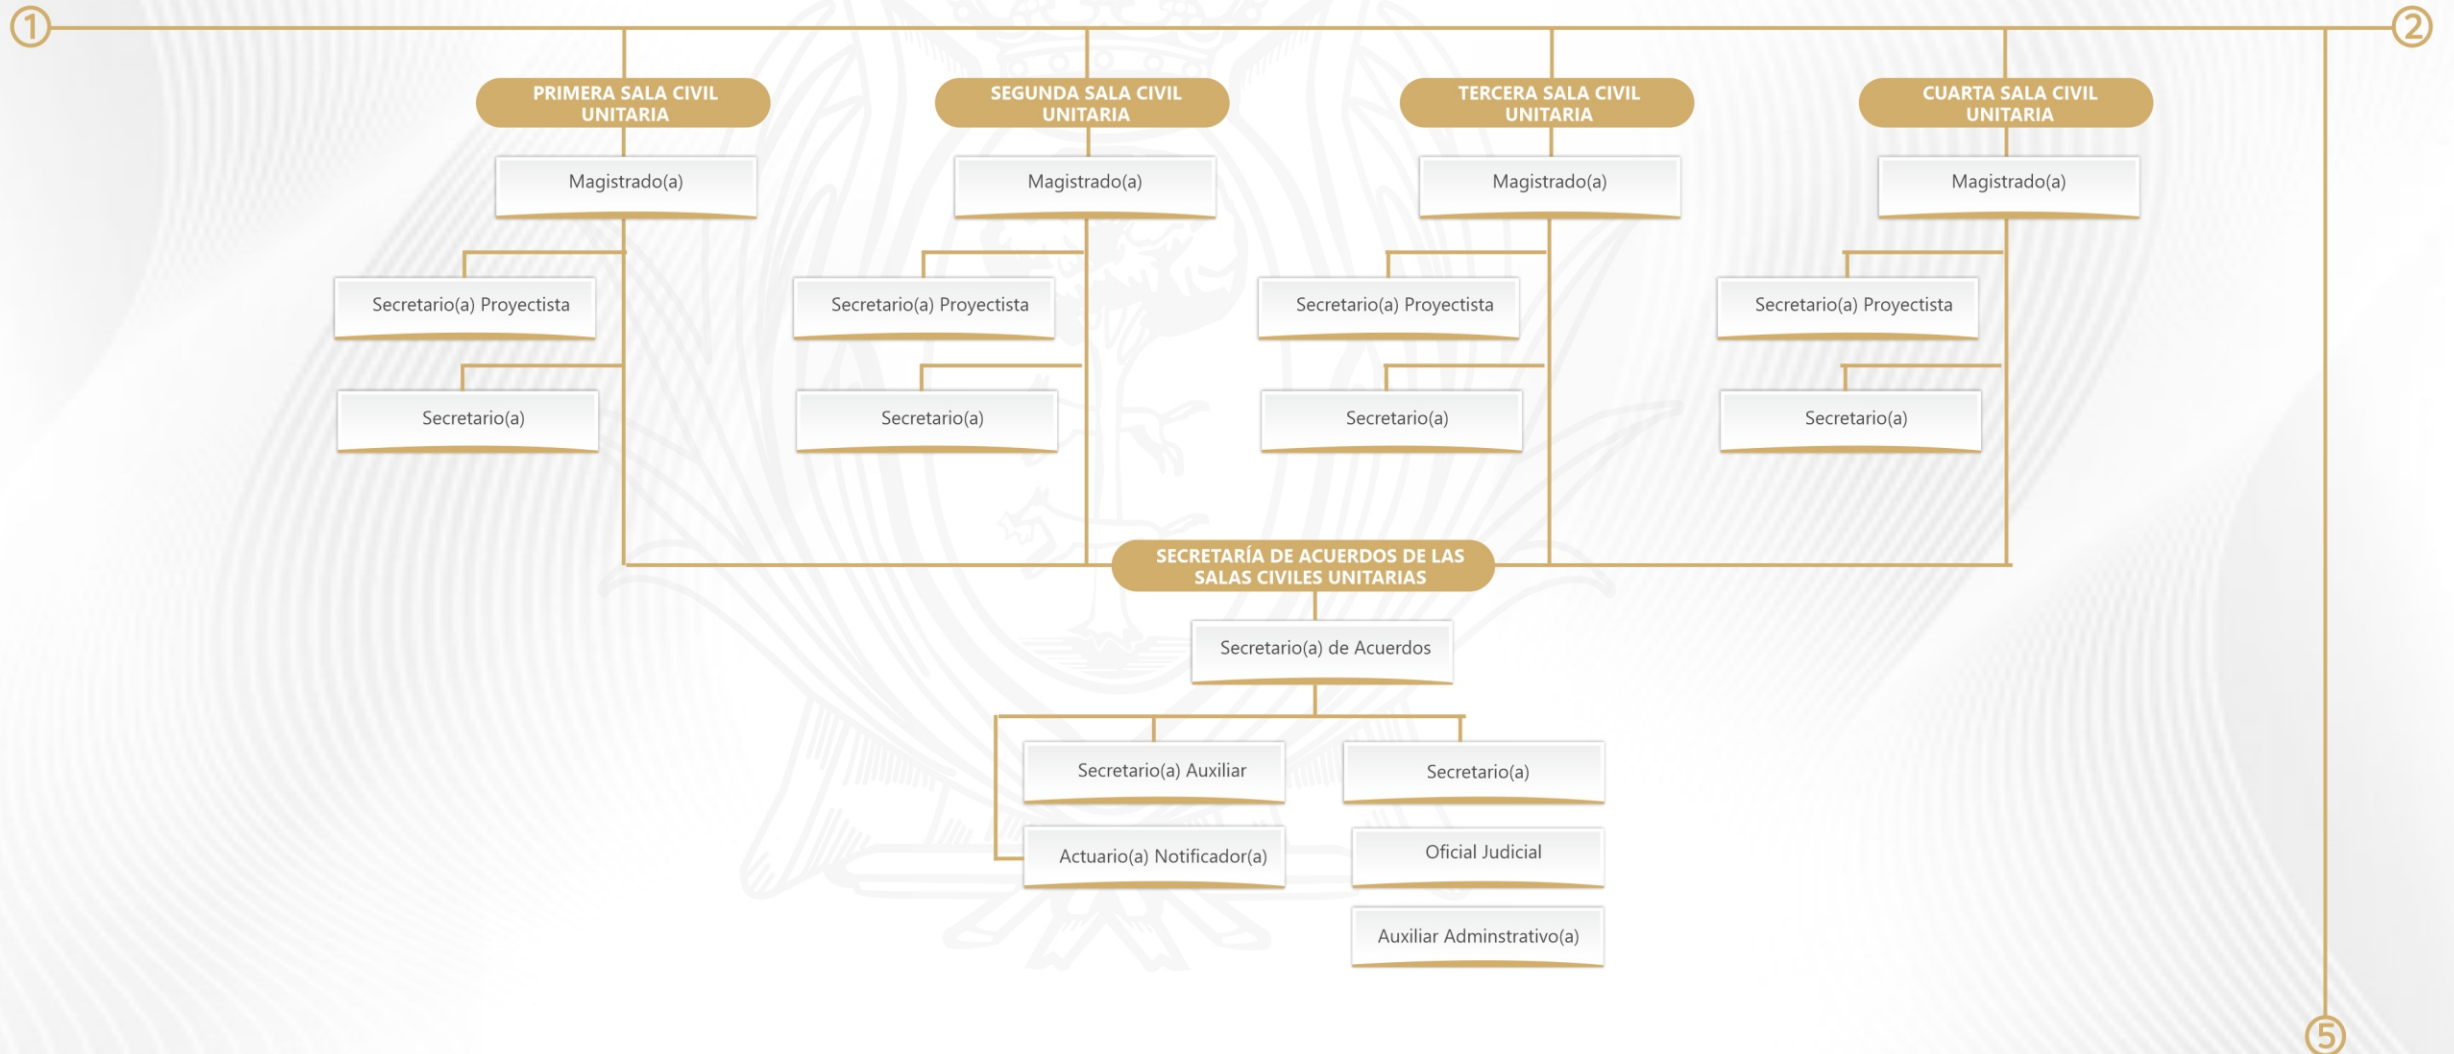 1
2
PRIMERA SALA CIVIL
UNITARIA
SEGUNDA SALA CIVIL
UNITARIA
TERCERA SALA CIVIL
UNITARIA
CUARTA SALA CIVIL
UNITARIA
Magistrado(a)
Magistrado(a)
Magistrado(a)
Magistrado(a)
Secretario(a) Proyectista
Secretario(a) Proyectista
Secretario(a) Proyectista
Secretario(a) Proyectista
Secretario(a)
Secretario(a)
Secretario(a)
Secretario(a)
SECRETARÍA DE ACUERDOS DE LAS
SALAS CIVILES UNITARIAS
Secretario(a) de Acuerdos
Secretario(a) Auxiliar
Secretario(a)
Actuario(a) Notificador(a)
Oficial Judicial
Auxiliar Adminstrativo(a)
5